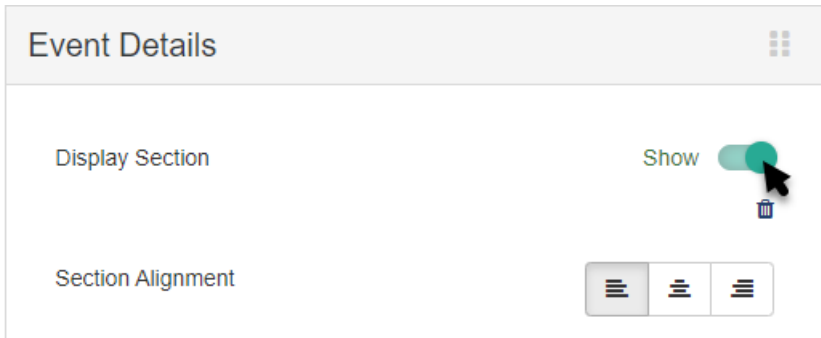 Event Details
Display Section
Show
Section Alignment